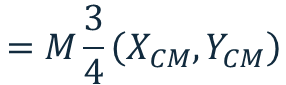 = M 3/4 (X_CM, Y_CM)